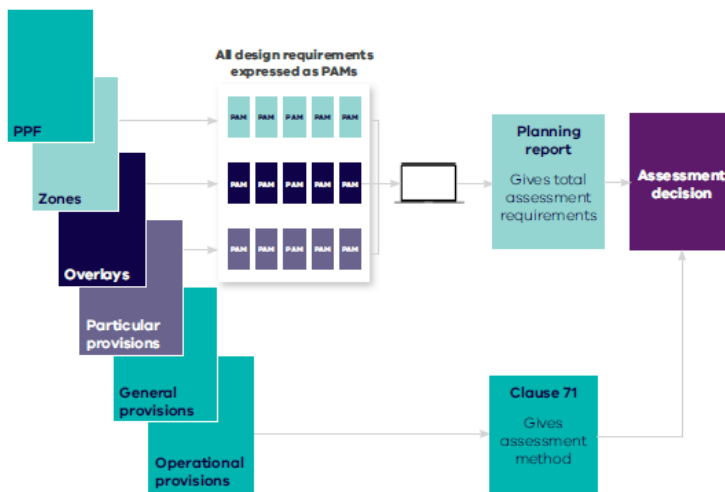 All design requirements
expressed as PAMs
PPF
PAM PAM PAM PAM PAM
Zones
PAM PAM PAM PAM PAM
Overlays
PAM PAM PAM PAM PAM
Particular
provisions
General
provisions
Operational
provisions
Planning
report
Gives total
assessment
requirements
Assessment
decision
Clause 71
Gives
assessment
method